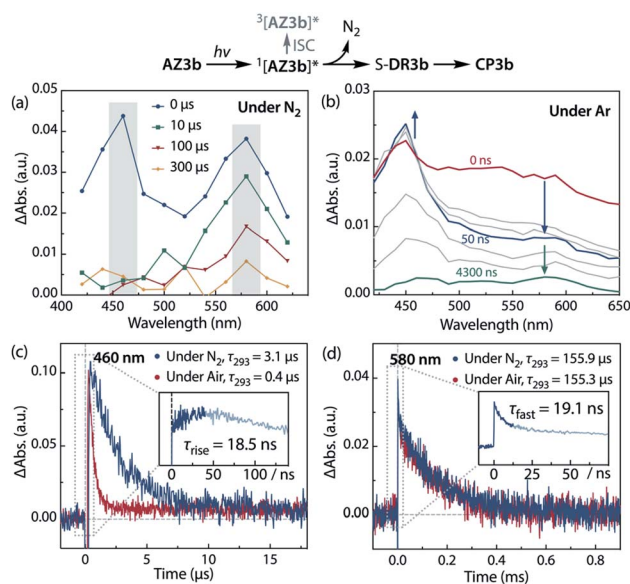 ³[AZ3b]*
N₂
ISC
AZ3b hv ¹[AZ3b]* S-DR3b CP3b
(a) Under N₂
0 μs
10 μs
100 μs
300 μs
ΔAbs. (a.u.)
0.05
0.04
0.03
0.02
0.01
0.00
450 500 550 600
Wavelength (nm)
(b) Under Ar
0 ns
50 ns
4300 ns
ΔAbs. (a.u.)
0.03
0.02
0.01
0.00
450 500 550 600 650
Wavelength (nm)
(c) 460 nm
Under N₂, τ₂₉₃ = 3.1 μs
Under Air, τ₂₉₃ = 0.4 μs
τrise = 18.5 ns
0 50 100 / ns
ΔAbs. (a.u.)
0.10
0.05
0.00
0 5 10 15
Time (μs)
(d) 580 nm
Under N₂, τ₂₉₃ = 155.9 μs
Under Air, τ₂₉₃ = 155.3 μs
τfast = 19.1 ns
0 25 50 / ns
ΔAbs. (a.u.)
0.04
0.02
0.00
0.0 0.2 0.4 0.6 0.8
Time (ms)